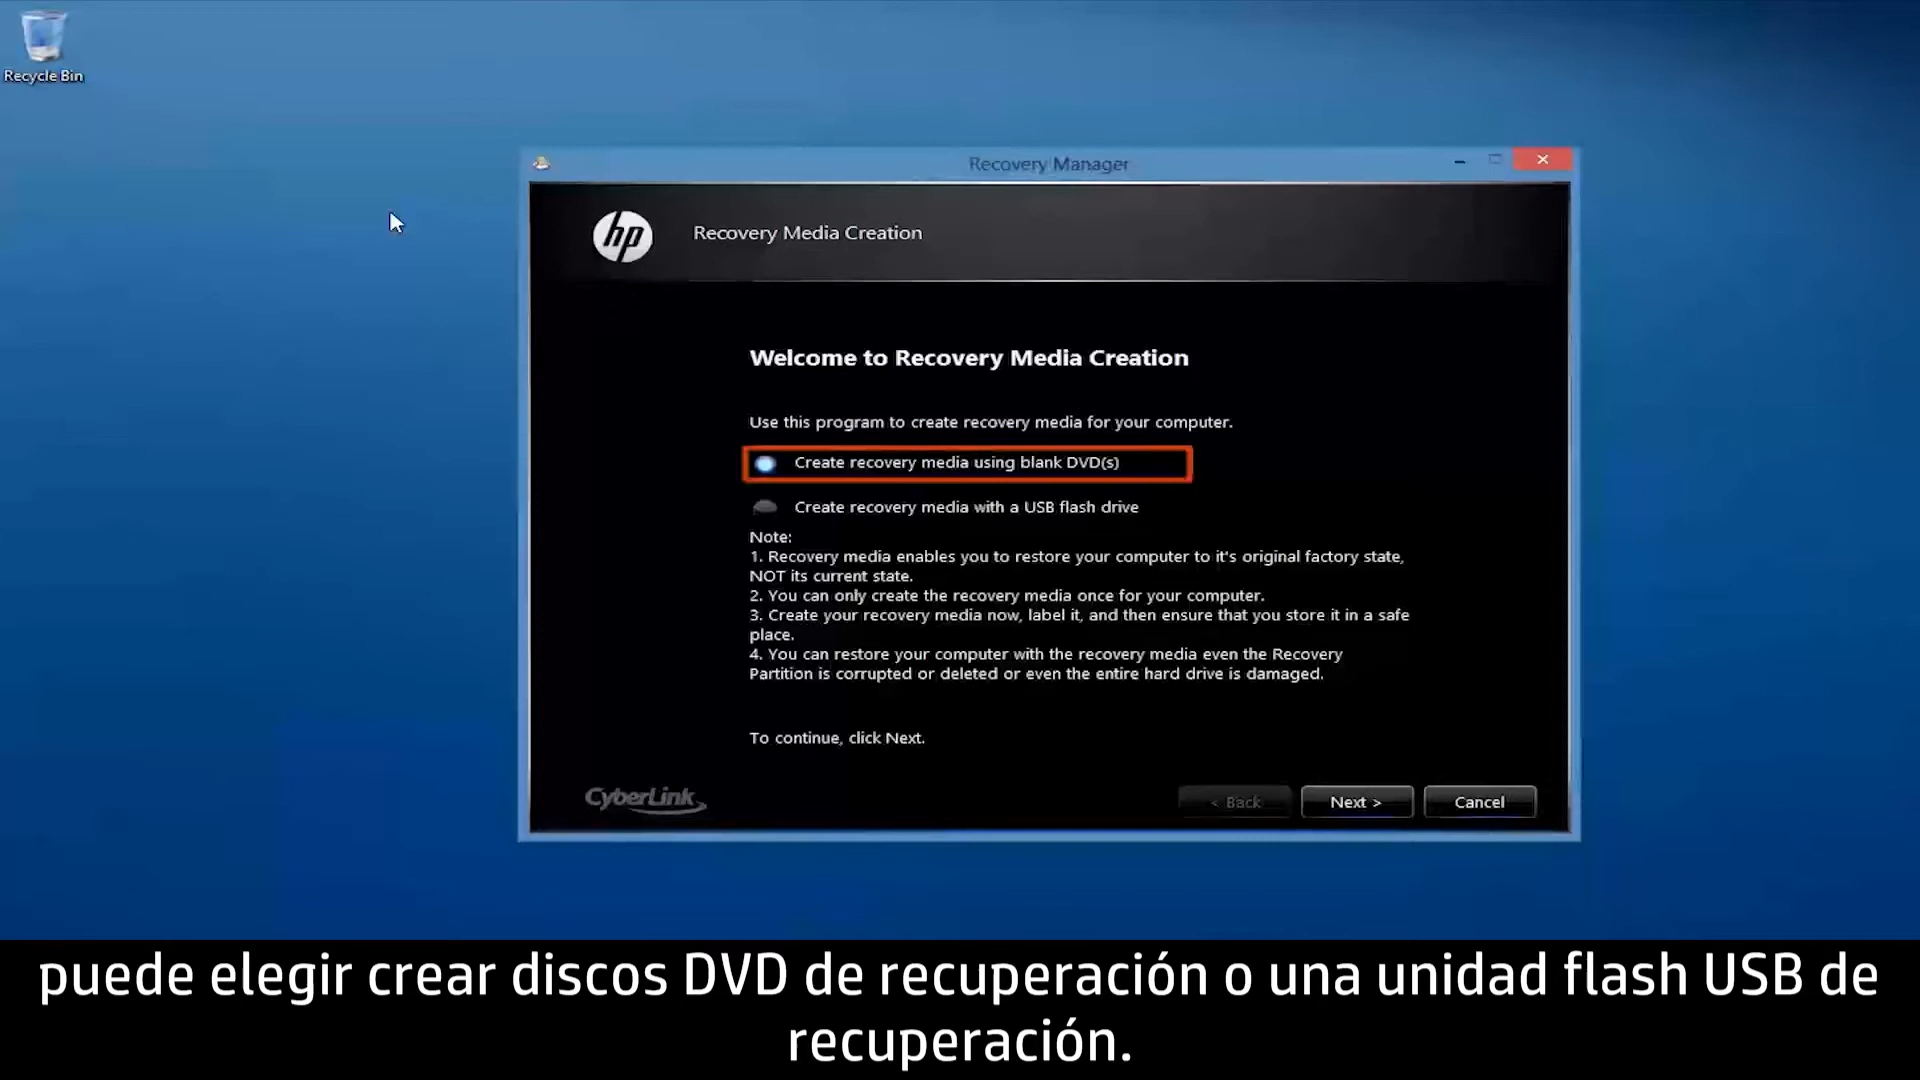 Recycle Bin
Recovery Manager
hp
Recovery Media Creation
Welcome to Recovery Media Creation
Use this program to create recovery media for your computer.
Create recovery media using blank DVD(s)
Create recovery media with a USB flash drive
Note:
1. Recovery media enables you to restore your computer to it's original factory state,
NOT its current state.
2. You can only create the recovery media once for your computer.
3. Create your recovery media now, label it, and then ensure that you store it in a safe
place.
4. You can restore your computer with the recovery media even the Recovery
Partition is corrupted or deleted or even the entire hard drive is damaged.
To continue, click Next.
CyberLink
< Back
Next >
Cancel
puede elegir crear discos DVD de recuperación o una unidad flash USB de
recuperación.